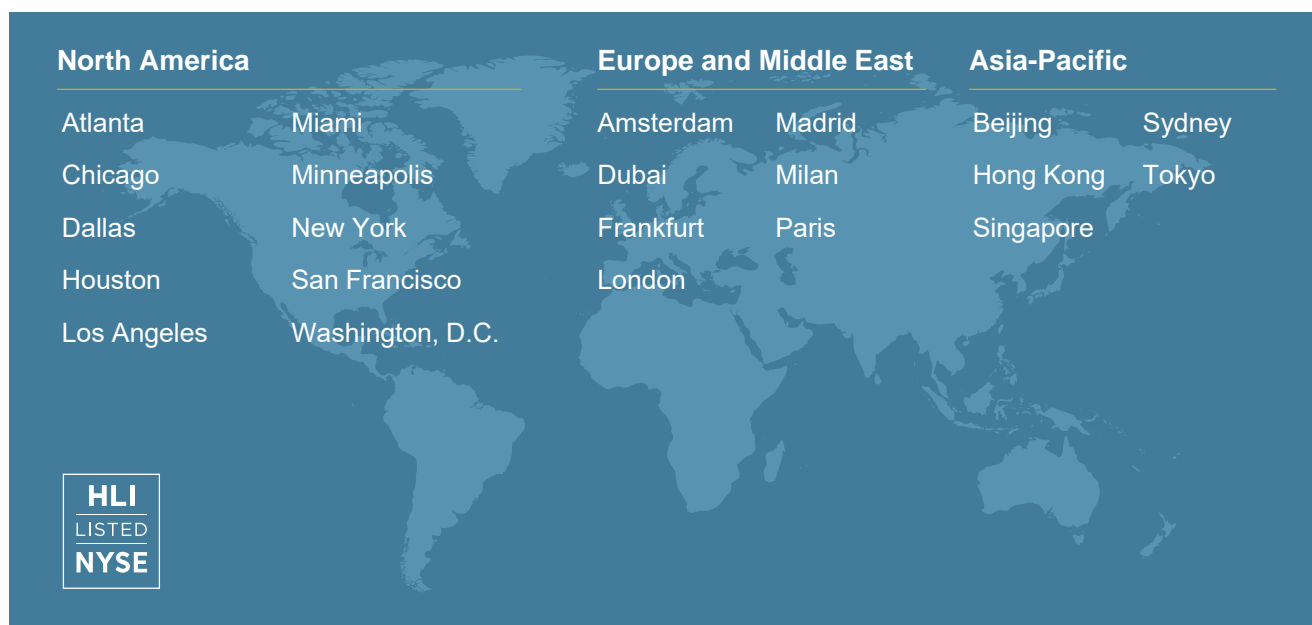 North America
Atlanta
Chicago
Dallas
Houston
Los Angeles
Miami
Minneapolis
New York
San Francisco
Washington, D.C.
Europe and Middle East
Amsterdam
Dubai
Frankfurt
London
Madrid
Milan
Paris
Asia-Pacific
Beijing
Hong Kong
Singapore
Sydney
Tokyo
HLI
LISTED
NYSE